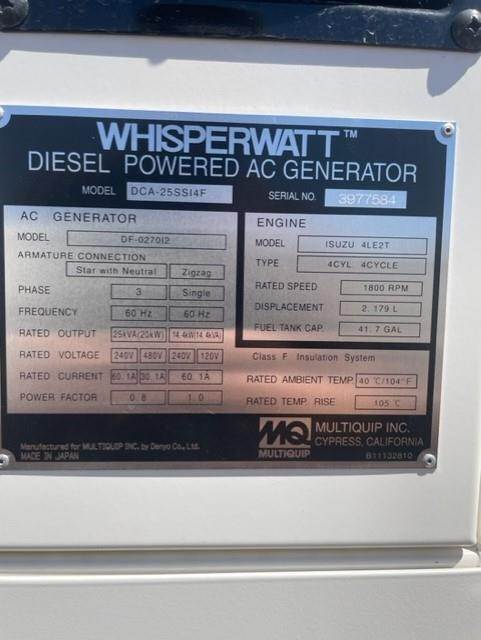 WHISPERWATT™
DIESEL POWERED AC GENERATOR
MODEL DCA-25SSI4F SERIAL NO. 3977584
AC GENERATOR
MODEL DF-0270I2
ARMATURE CONNECTION
Star with Neutral Zigzag
PHASE 3 Single
FREQUENCY 60 Hz 60 Hz
RATED OUTPUT 25kVA(20kW) 14.4kW(14.4kVA)
RATED VOLTAGE 240V 480V 240V 120V
RATED CURRENT 60.1A 30.1A 60.1A
POWER FACTOR 0.8 1.0
ENGINE
MODEL ISUZU 4LE2T
TYPE 4CYL. 4CYCLE
RATED SPEED 1800 RPM
DISPLACEMENT 2.179 L
FUEL TANK CAP. 41.7 GAL
Class F Insulation System
RATED AMBIENT TEMP. 40℃/104°F
RATED TEMP. RISE 105℃
Manufactured for MULTIQUIP INC. by Denyo Co., Ltd.
MADE IN JAPAN
MQ
MULTIQUIP
MULTIQUIP INC.
CYPRESS, CALIFORNIA
B11132810